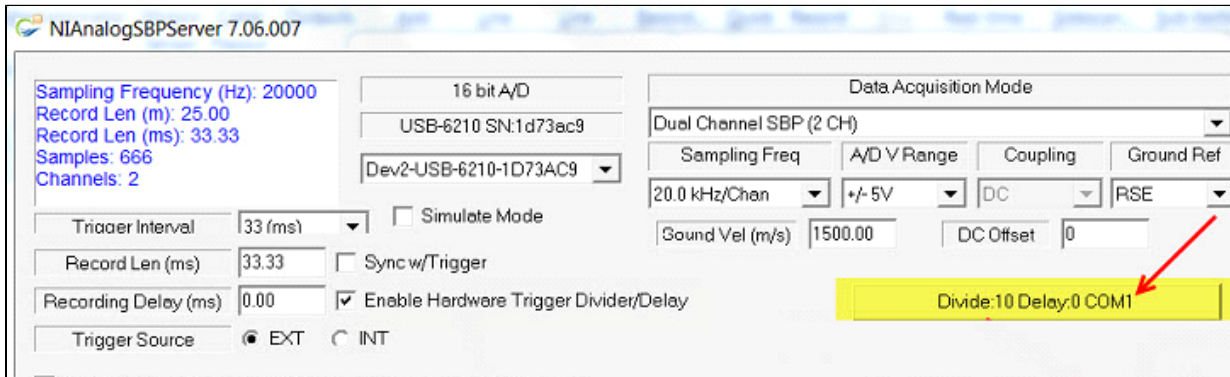 NIAnalogSBPServer 7.06.007
Sampling Frequency (Hz): 20000
Record Len (m): 25.00
Record Len (ms): 33.33
Samples: 666
Channels: 2
16 bit A/D
USB-6210 SN:1d73ac9
Dev2-USB-6210-1D73AC9
Data Acquisition Mode
Dual Channel SBP (2 CH)
Sampling Freq A/D V Range Coupling Ground Ref
20.0 kHz/Chan +/- 5V DC RSE
Trigger Interval 33 (ms) Simulate Mode
Sound Vel (m/s) 1500.00 DC Offset 0
Record Len (ms) 33.33 Sync w/Trigger
Recording Delay (ms) 0.00 Enable Hardware Trigger Divider/Delay
Divide:10 Delay:0 COM1
Trigger Source EXT INT